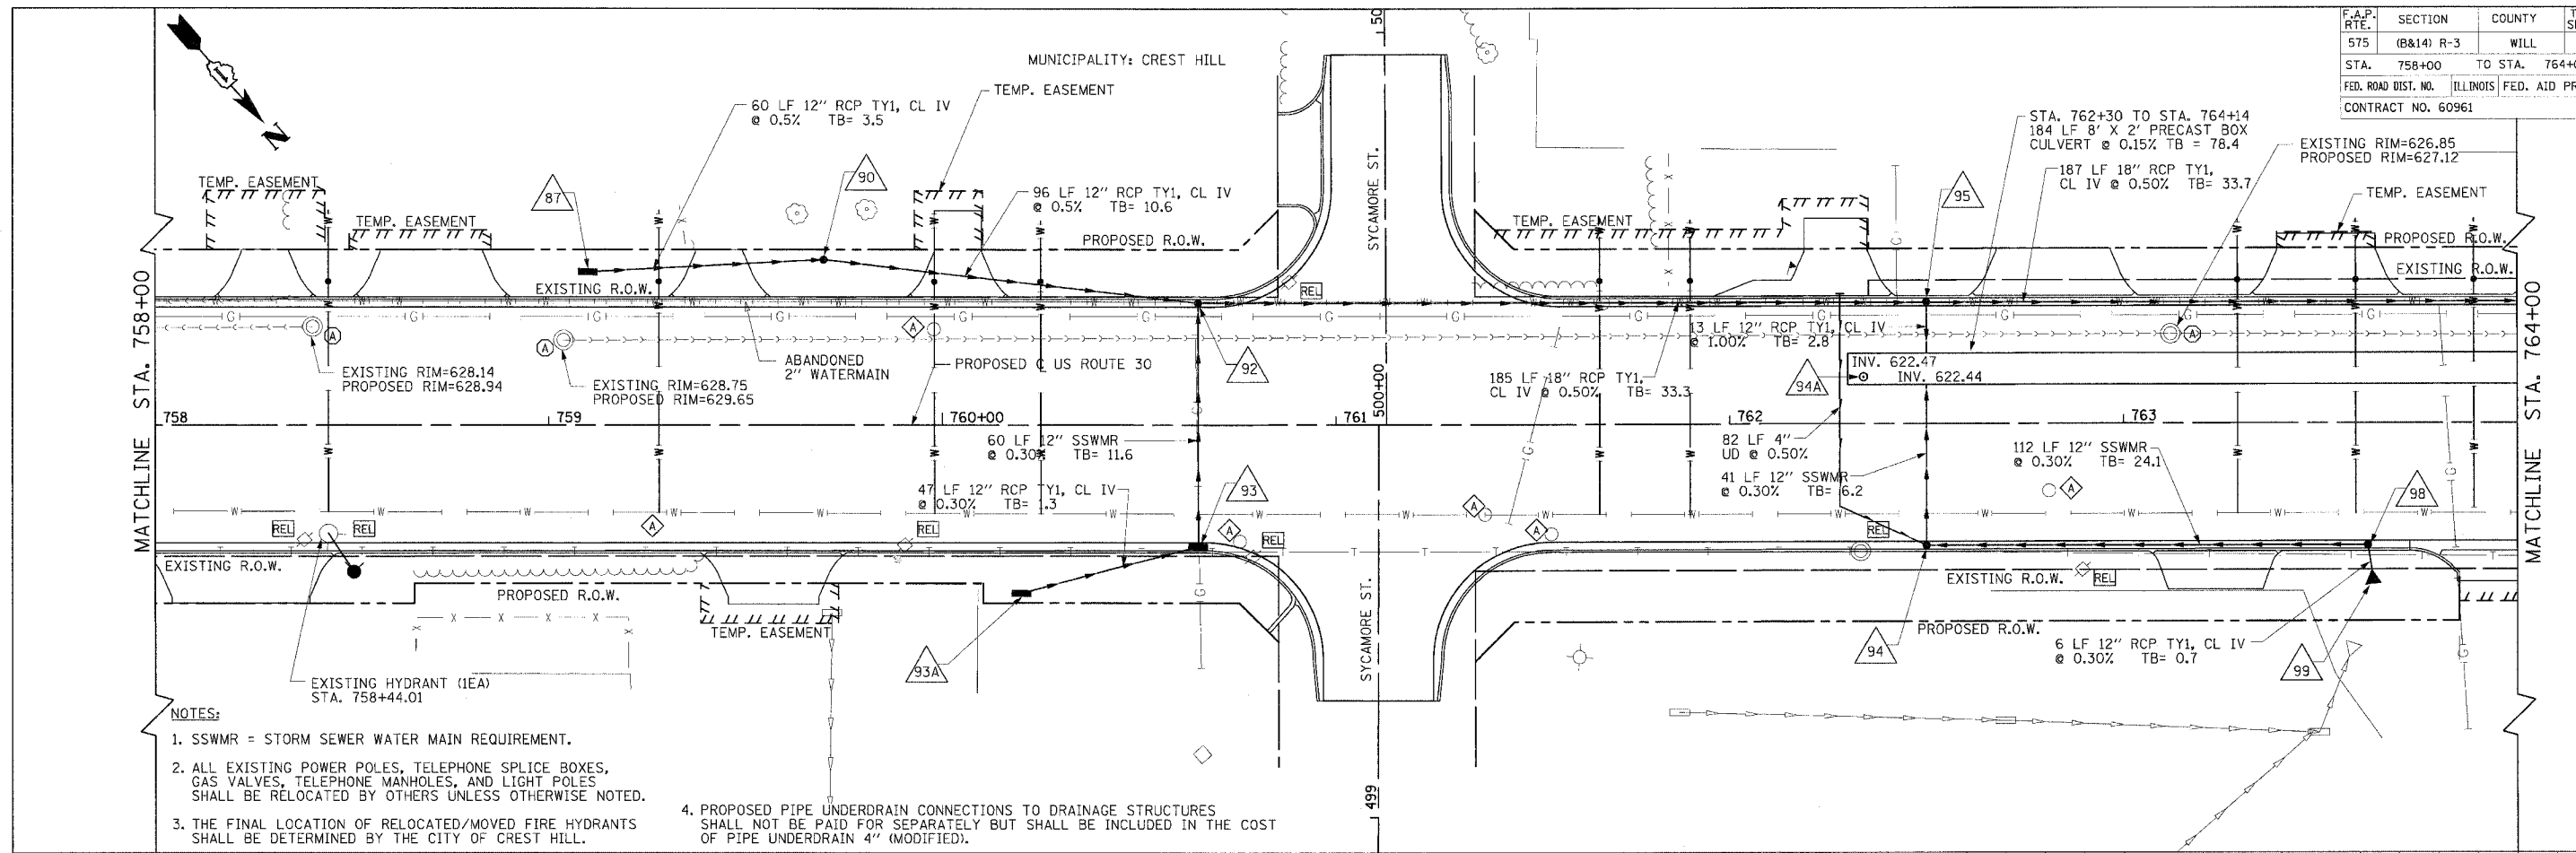 F.A.P. RTE. SECTION COUNTY
575 (B&14) R-3 WILL
STA. 758+00 TO STA. 764+0
FED. ROAD DIST. NO. ILLINOIS FED. AID PR
CONTRACT NO. 60961
MUNICIPALITY: CREST HILL
TEMP. EASEMENT
60 LF 12" RCP TY1, CL IV
@ 0.5% TB= 3.5
50
N
SYCAMORE ST.
STA. 762+30 TO STA. 764+14
184 LF 8' X 2' PRECAST BOX
CULVERT @ 0.15% TB = 78.4
EXISTING RIM=626.85
PROPOSED RIM=627.12
187 LF 18" RCP TY1,
CL IV @ 0.50% TB= 33.7
TEMP. EASEMENT
TEMP. EASEMENT
TEMP. EASEMENT
87
90
96 LF 12" RCP TY1, CL IV
@ 0.5% TB= 10.6
95
TEMP. EASEMENT
PROPOSED R.O.W.
PROPOSED R.O.W.
EXISTING R.O.W.
EXISTING R.O.W.
REL
MATCHLINE STA. 758+00
MATCHLINE STA. 764+00
A
A
A
A
EXISTING RIM=628.14
PROPOSED RIM=628.94
EXISTING RIM=628.75
PROPOSED RIM=629.65
ABANDONED
2" WATERMAIN
PROPOSED ℄ US ROUTE 30
92
13 LF 12" RCP TY1, CL IV
@ 1.00% TB= 2.8
INV. 622.47
INV. 622.44
94A
185 LF 18" RCP TY1,
CL IV @ 0.50% TB= 33.3
500+00
758
759
760+00
761
762
763
60 LF 12" SSWMR
@ 0.30% TB= 11.6
82 LF 4"
UD @ 0.50%
41 LF 12" SSWMR
@ 0.30% TB= 6.2
112 LF 12" SSWMR
@ 0.30% TB= 24.1
47 LF 12" RCP TY1, CL IV
@ 0.30% TB= 1.3
93
98
A
A
A
A
A
REL
REL
REL
REL
REL
EXISTING R.O.W.
PROPOSED R.O.W.
TEMP. EASEMENT
EXISTING R.O.W.
REL
PROPOSED R.O.W.
93A
94
99
6 LF 12" RCP TY1, CL IV
@ 0.30% TB= 0.7
SYCAMORE ST.
499
EXISTING HYDRANT (1EA)
STA. 758+44.01
NOTES:
1. SSWMR = STORM SEWER WATER MAIN REQUIREMENT.
2. ALL EXISTING POWER POLES, TELEPHONE SPLICE BOXES,
GAS VALVES, TELEPHONE MANHOLES, AND LIGHT POLES
SHALL BE RELOCATED BY OTHERS UNLESS OTHERWISE NOTED.
3. THE FINAL LOCATION OF RELOCATED/MOVED FIRE HYDRANTS
SHALL BE DETERMINED BY THE CITY OF CREST HILL.
4. PROPOSED PIPE UNDERDRAIN CONNECTIONS TO DRAINAGE STRUCTURES
SHALL NOT BE PAID FOR SEPARATELY BUT SHALL BE INCLUDED IN THE COST
OF PIPE UNDERDRAIN 4" (MODIFIED).